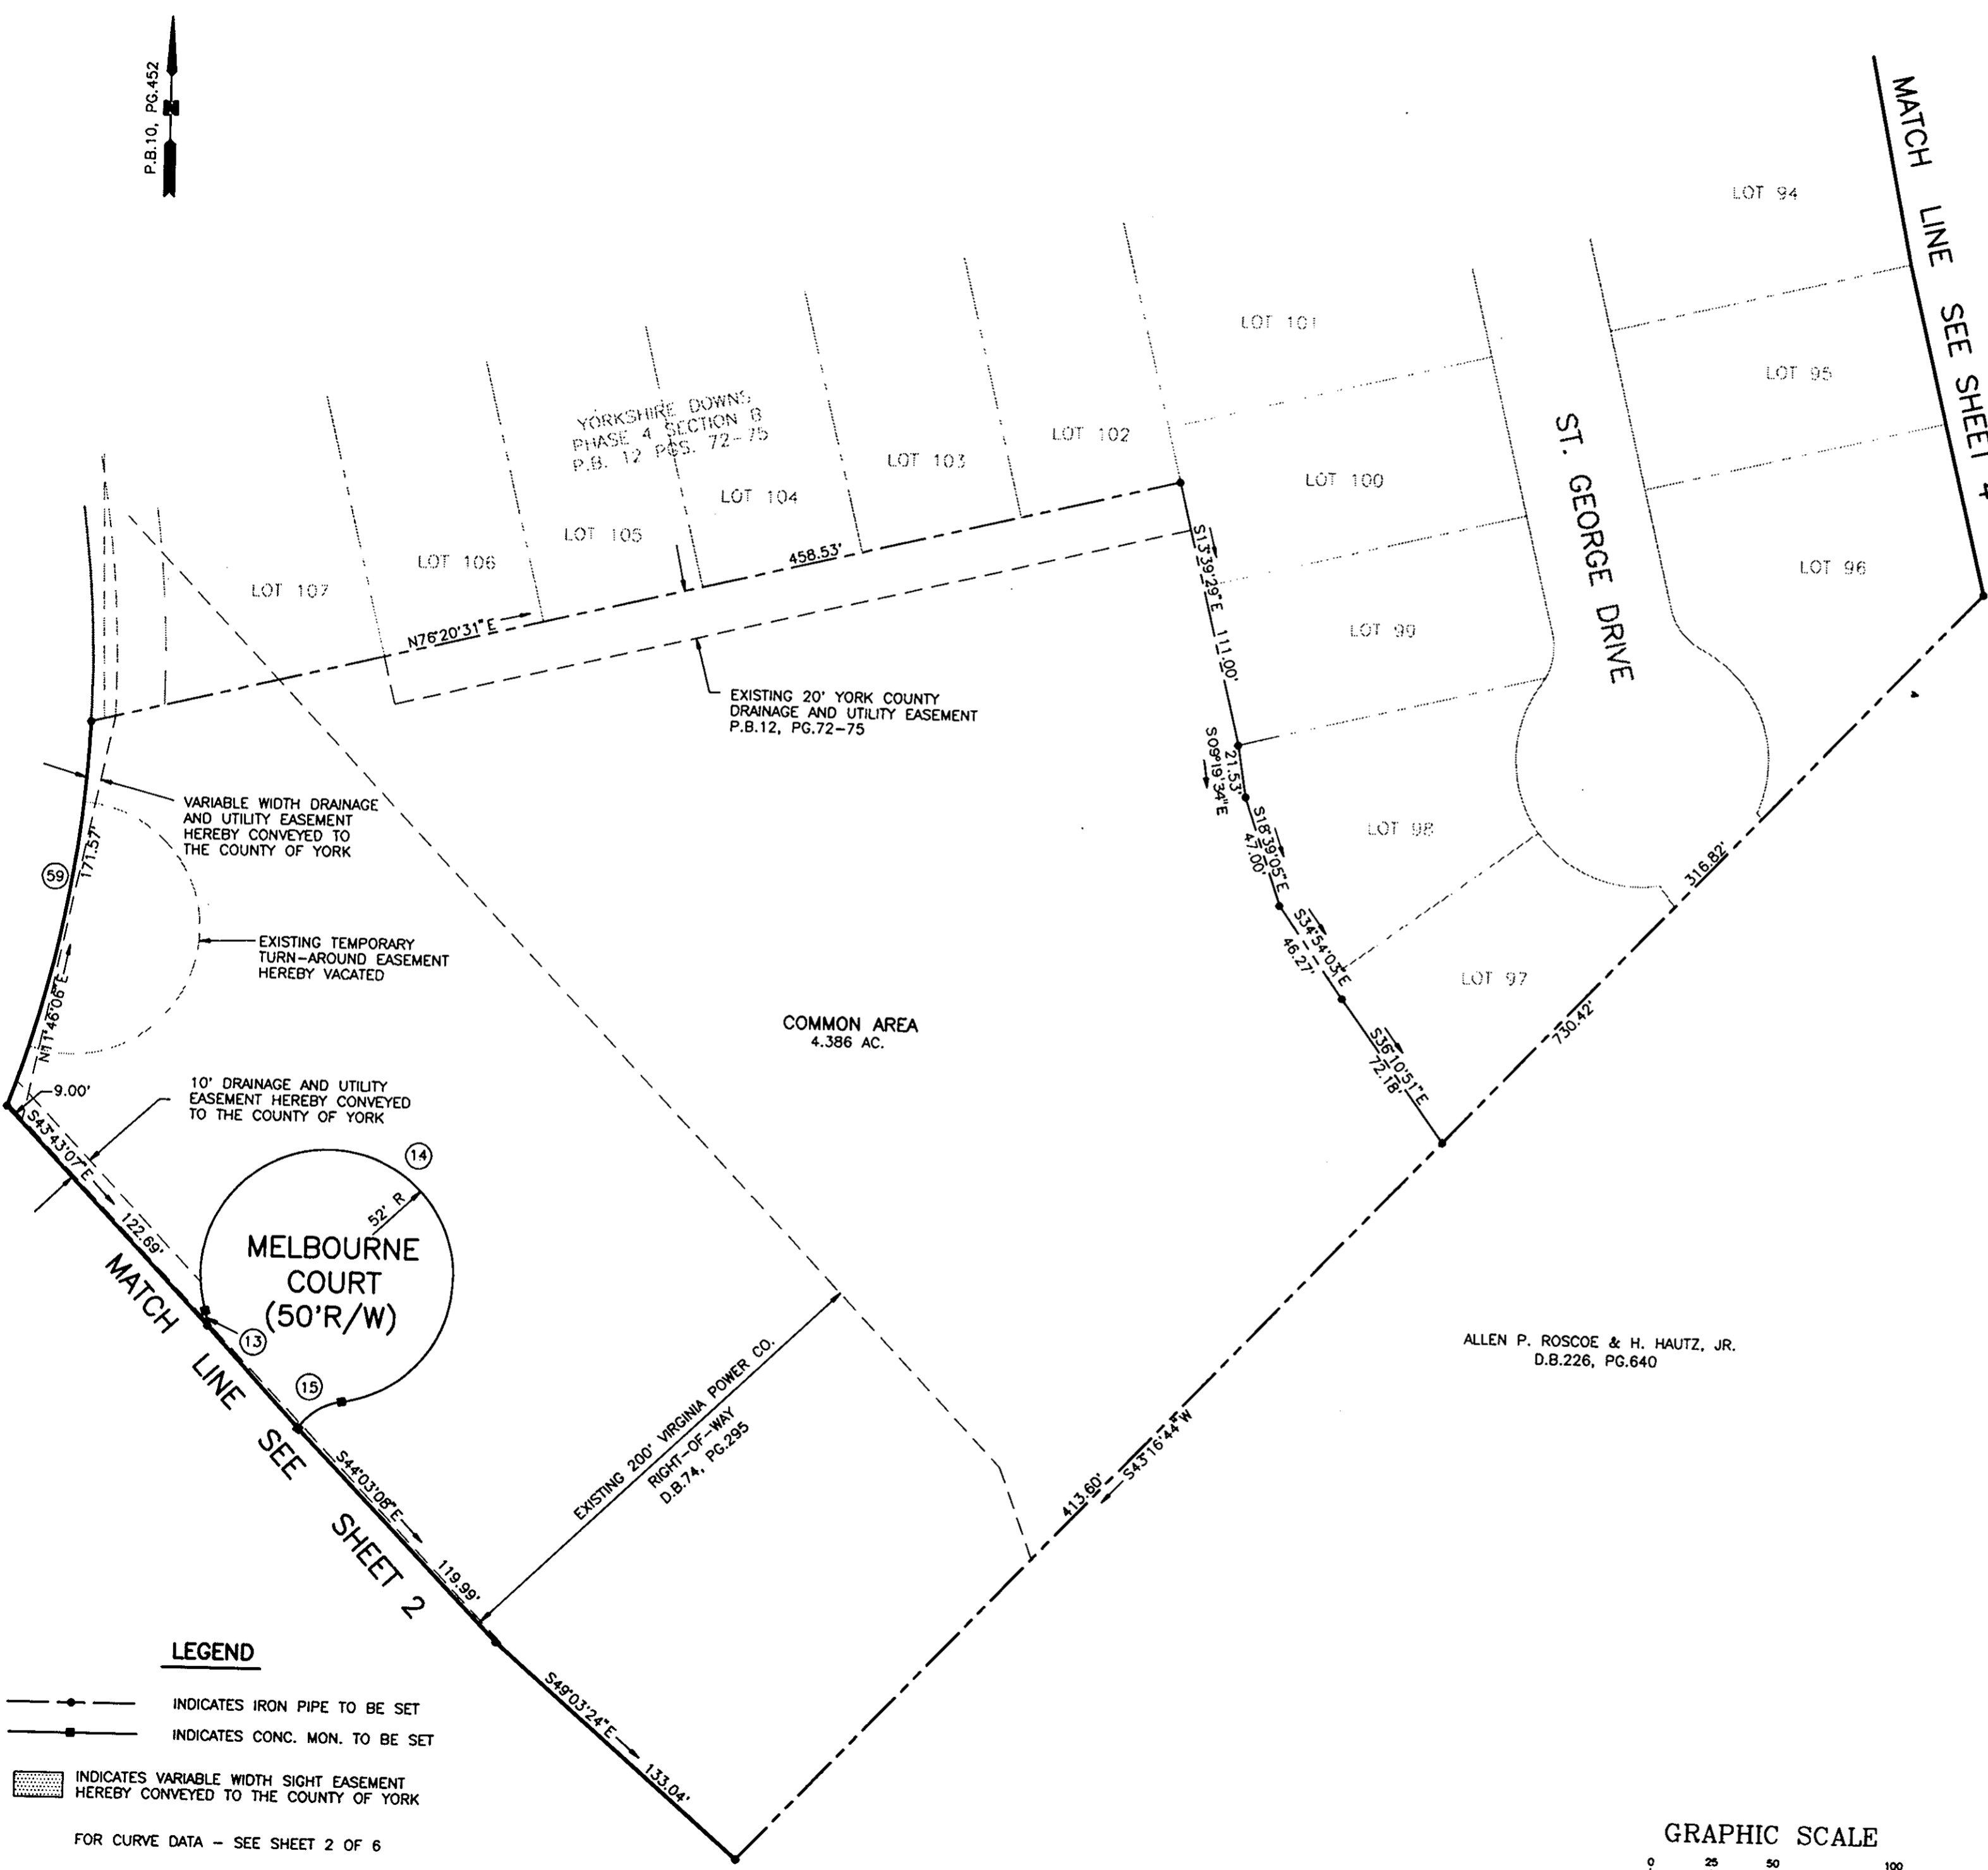 P.B.10, PG.452
N
MATCH LINE SEE SHEET 4
LOT 94
LOT 101
LOT 95
YORKSHIRE DOWNS
PHASE 4 SECTION B
P.B. 12 PGS. 72-75
LOT 102
LOT 103
LOT 100
LOT 104
LOT 105
LOT 106
LOT 107
LOT 96
ST. GEORGE DRIVE
458.53'
N76°20'31"E
S13°39'29"E 111.00'
LOT 99
EXISTING 20' YORK COUNTY
DRAINAGE AND UTILITY EASEMENT
P.B.12, PG.72-75
S09°19'34"E
21.53'
VARIABLE WIDTH DRAINAGE
AND UTILITY EASEMENT
HEREBY CONVEYED TO
THE COUNTY OF YORK
171.57'
59
S18°39'05"E
47.00'
LOT 98
316.82'
EXISTING TEMPORARY
TURN-AROUND EASEMENT
HEREBY VACATED
N11°46'06"E
S34°54'03"E
46.27'
LOT 97
COMMON AREA
4.386 AC.
730.42'
S36°10'51"E
72.18'
9.00'
10' DRAINAGE AND UTILITY
EASEMENT HEREBY CONVEYED
TO THE COUNTY OF YORK
S43°43'07"E
122.69'
14
52' R
MELBOURNE
COURT
(50'R/W)
13
15
MATCH LINE SEE SHEET 2
EXISTING 200' VIRGINIA POWER CO.
RIGHT-OF-WAY
D.B.74, PG.295
ALLEN P. ROSCOE & H. HAUTZ, JR.
D.B.226, PG.640
S44°03'08"E
119.99'
413.60'
S43°16'44"W
S49°03'24"E
133.04'
LEGEND
INDICATES IRON PIPE TO BE SET
INDICATES CONC. MON. TO BE SET
INDICATES VARIABLE WIDTH SIGHT EASEMENT
HEREBY CONVEYED TO THE COUNTY OF YORK
FOR CURVE DATA - SEE SHEET 2 OF 6
GRAPHIC SCALE
0 25 50 100